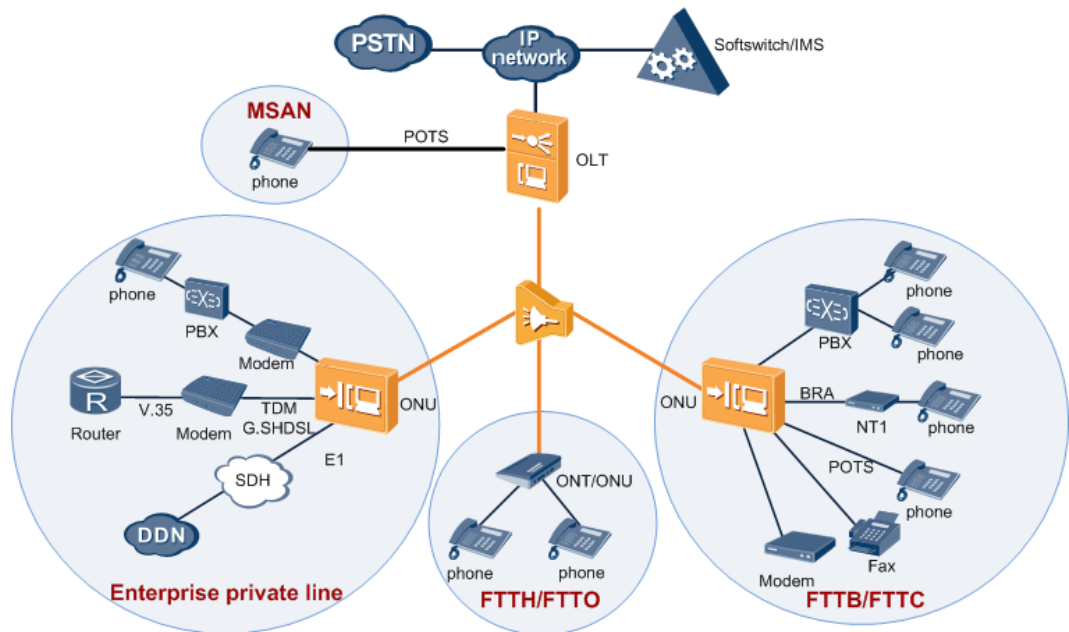 PSTN
IP
network
Softswitch/IMS
MSAN
phone
POTS
OLT
phone
PBX
Modem
ONU
Router
V.35
Modem
TDM
G.SHDSL
E1
SDH
DDN
Enterprise private line
ONT/ONU
phone
phone
FTTH/FTTO
phone
PBX
phone
ONU
BRA
NT1
phone
POTS
phone
Modem
Fax
FTTB/FTTC